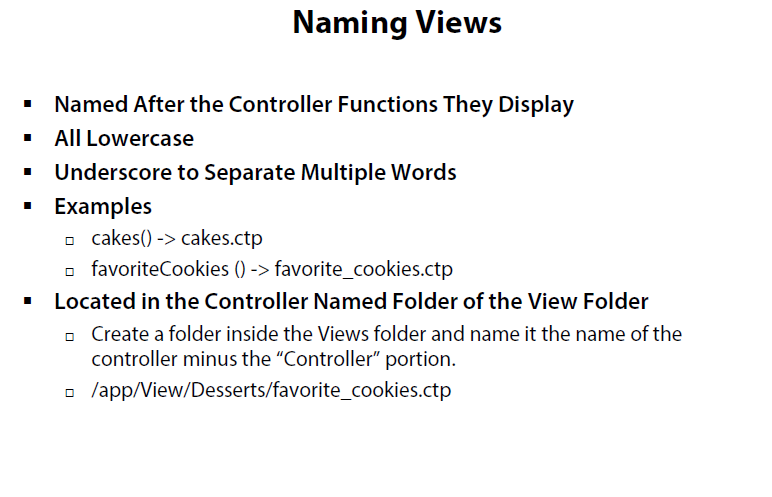 Naming Views
▪ Named After the Controller Functions They Display
▪ All Lowercase
▪ Underscore to Separate Multiple Words
▪ Examples
▫ cakes() -> cakes.ctp
▫ favoriteCookies () -> favorite_cookies.ctp
▪ Located in the Controller Named Folder of the View Folder
▫ Create a folder inside the Views folder and name it the name of the
controller minus the “Controller” portion.
▫ /app/View/Desserts/favorite_cookies.ctp